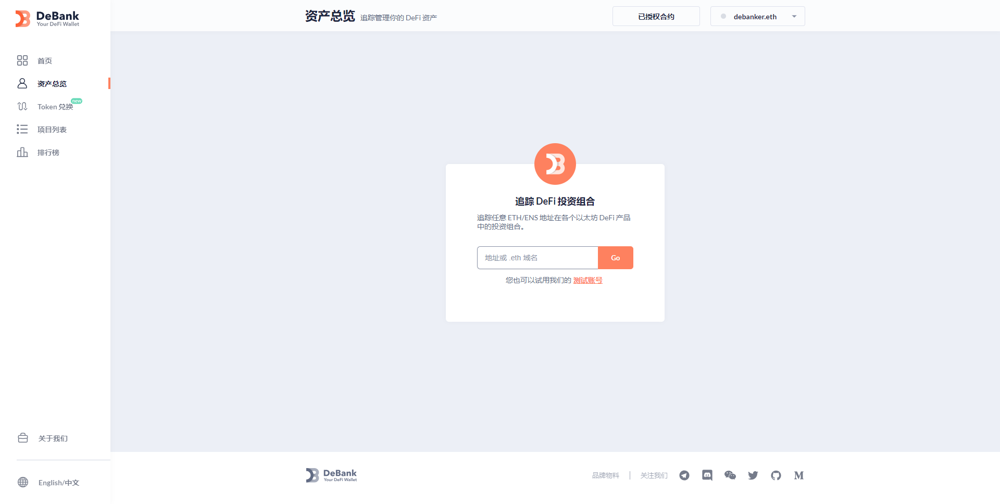 DeBank
Your DeFi Wallet
首页
资产总览
Token 兑换
new
项目列表
排行榜
关于我们
English/中文
资产总览 追踪管理你的 DeFi 资产
已授权合约
debanker.eth
追踪 DeFi 投资组合
追踪任意 ETH/ENS 地址在各个以太坊 DeFi 产品
中的投资组合。
地址或 .eth 域名
Go
您也可以试用我们的 测试账号
DeBank
Your DeFi Wallet
品牌物料
关注我们